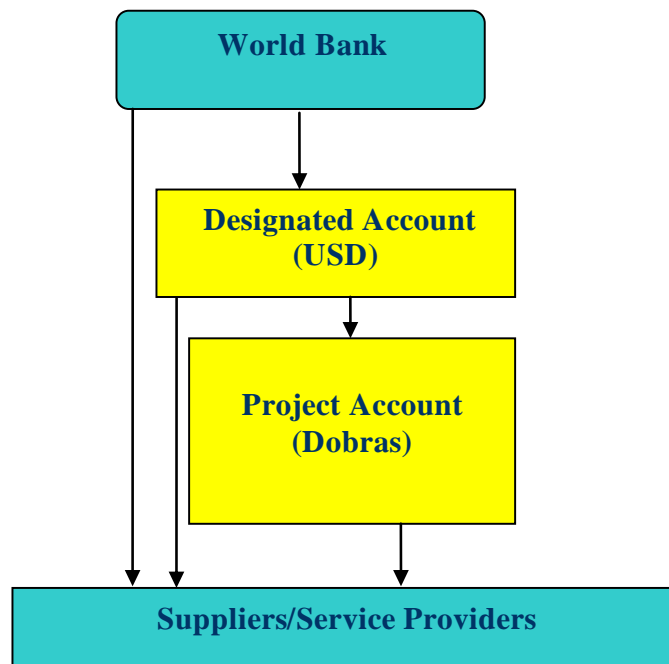 World Bank
Designated Account
(USD)
Project Account
(Dobras)
Suppliers/Service Providers